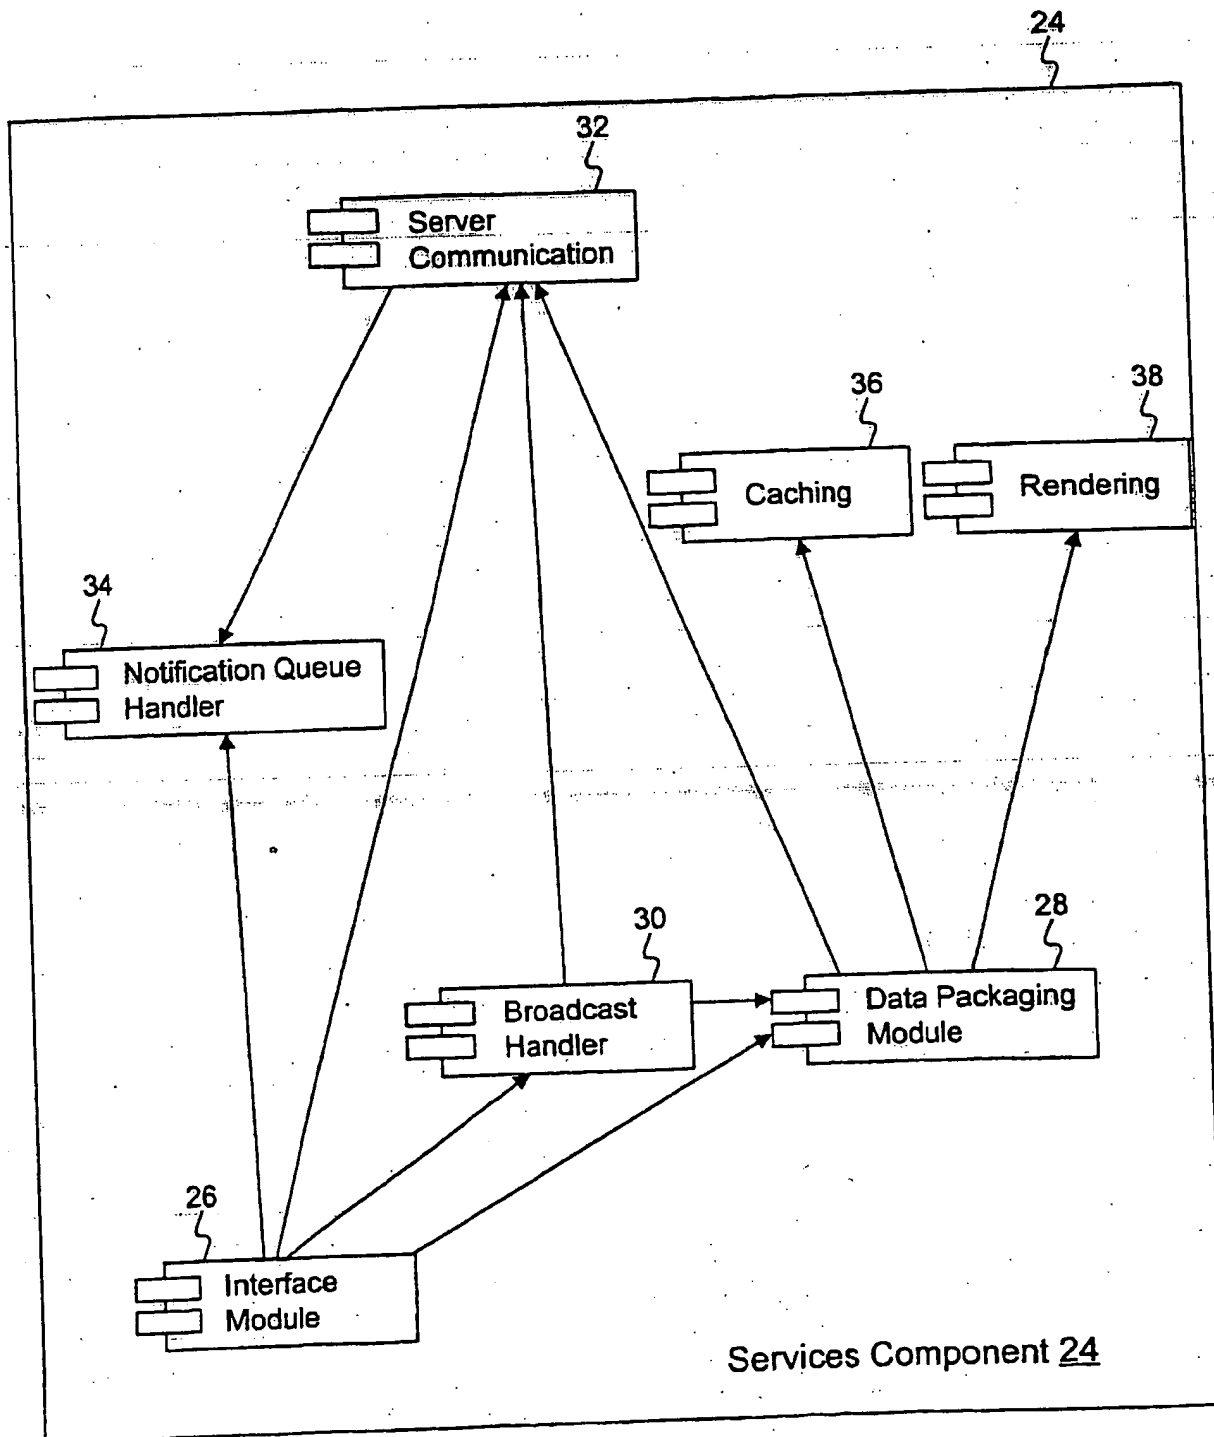 24
32
Server
Communication
36
38
Caching
Rendering
34
Notification Queue
Handler
30
28
Broadcast
Handler
Data Packaging
Module
26
Interface
Module
Services Component 24